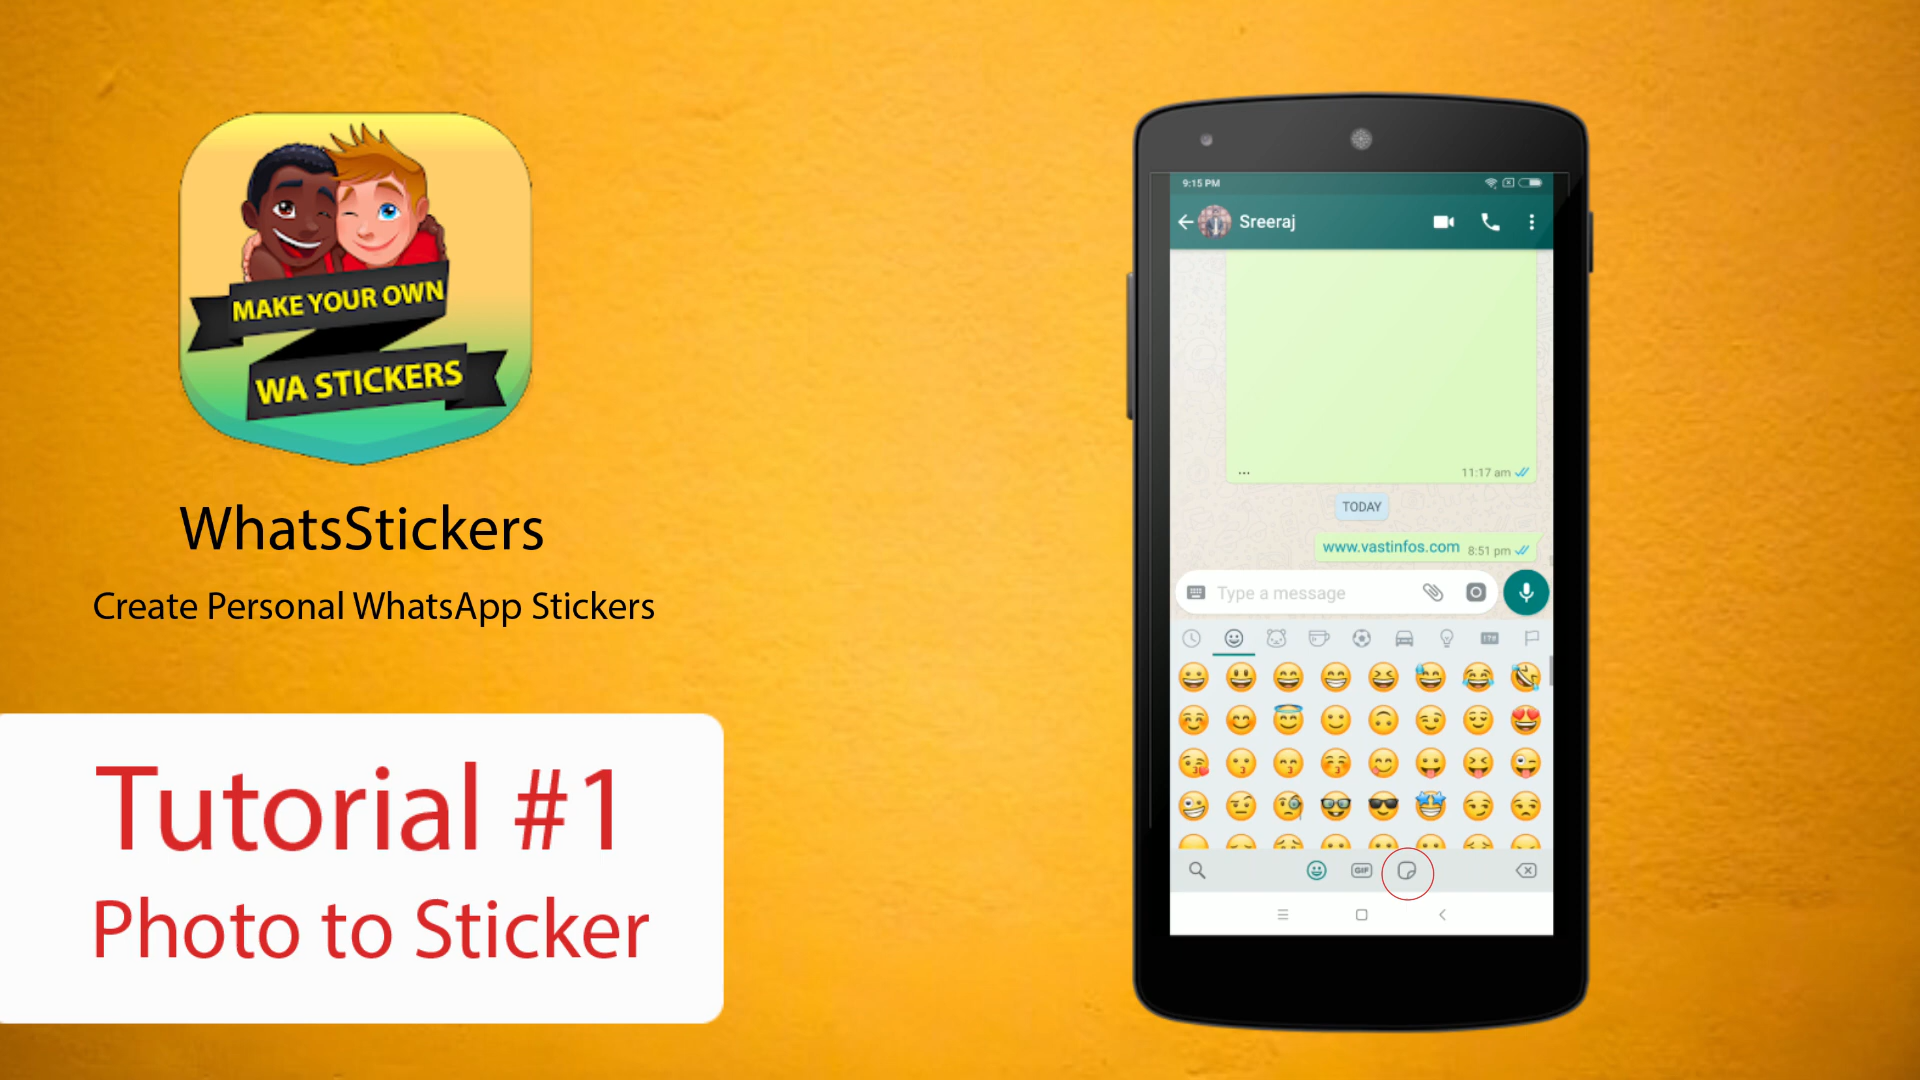 MAKE YOUR OWN
WA STICKERS
WhatsStickers
Create Personal WhatsApp Stickers
Tutorial #1
Photo to Sticker
9:15 PM
Sreeraj
...
11:17 am
TODAY
www.vastinfos.com 8:51 pm
Type a message
GIF